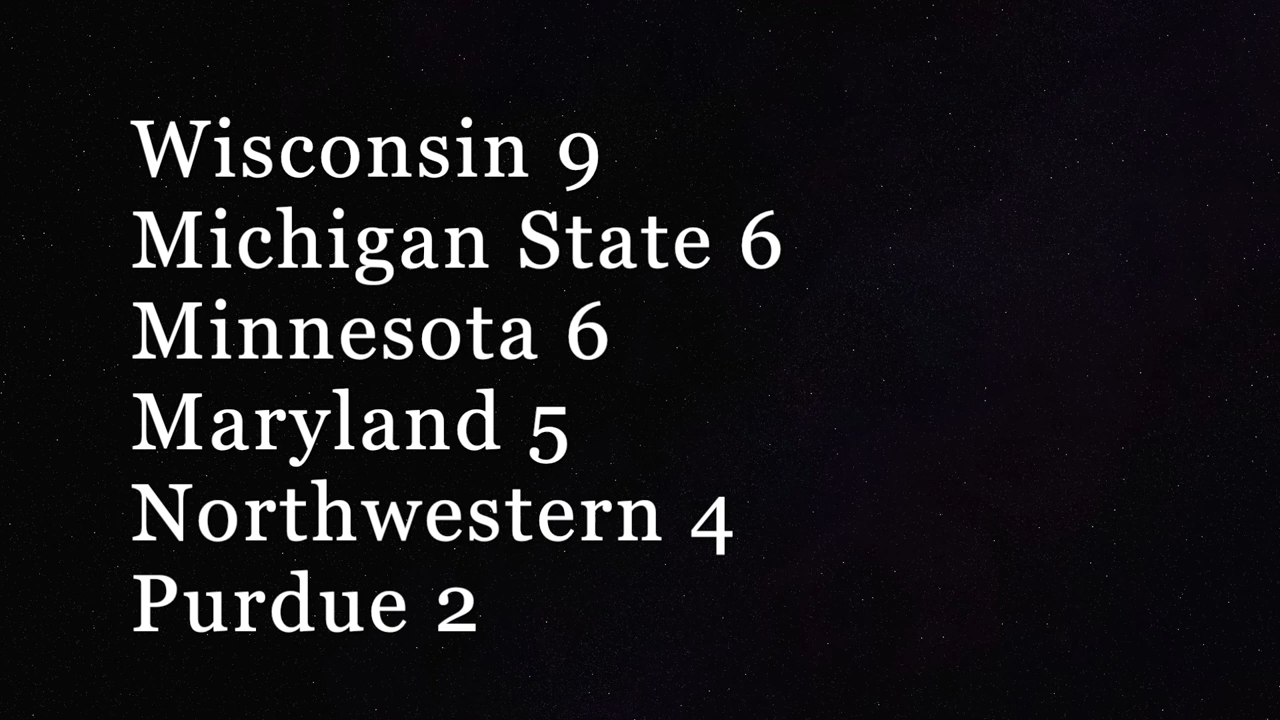 Wisconsin 9
Michigan State 6
Minnesota 6
Maryland 5
Northwestern 4
Purdue 2